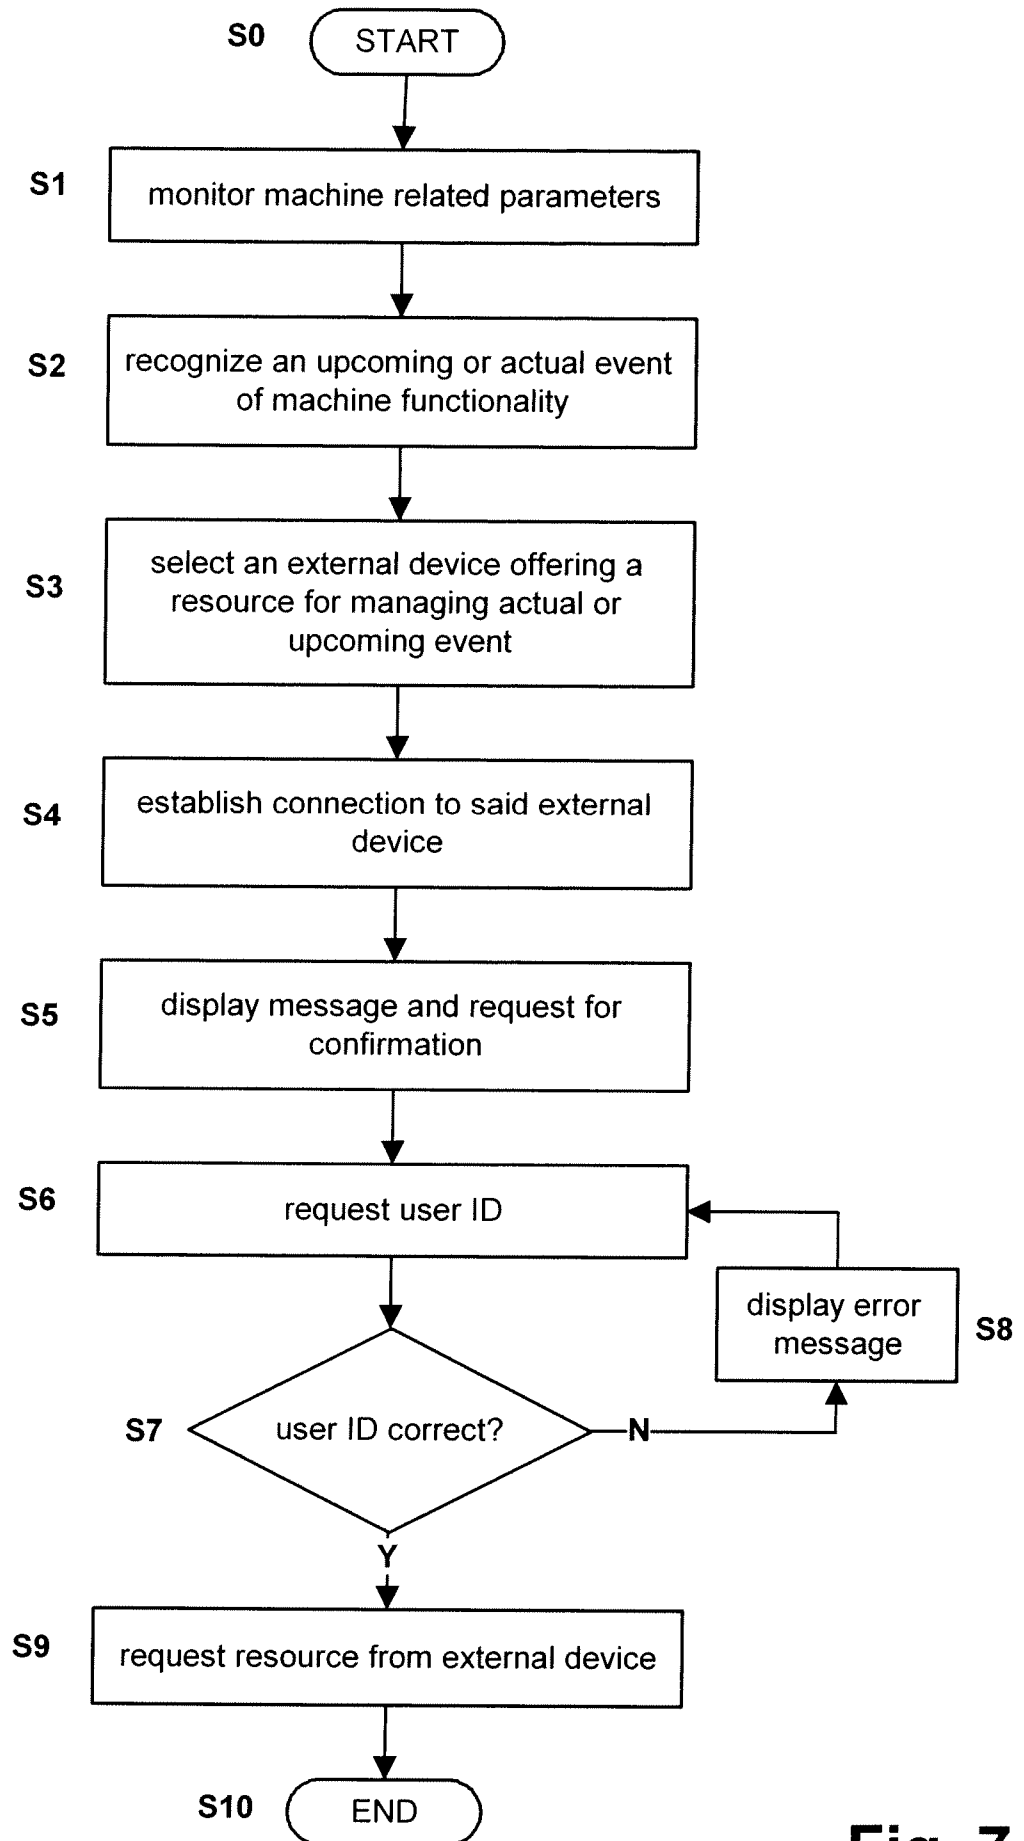 S0
START
S1
monitor machine related parameters
S2
recognize an upcoming or actual event
of machine functionality
S3
select an external device offering a
resource for managing actual or
upcoming event
S4
establish connection to said external
device
S5
display message and request for
confirmation
S6
request user ID
display error
message
S8
S7
user ID correct?
N
Y
S9
request resource from external device
S10
END
Fig. 7